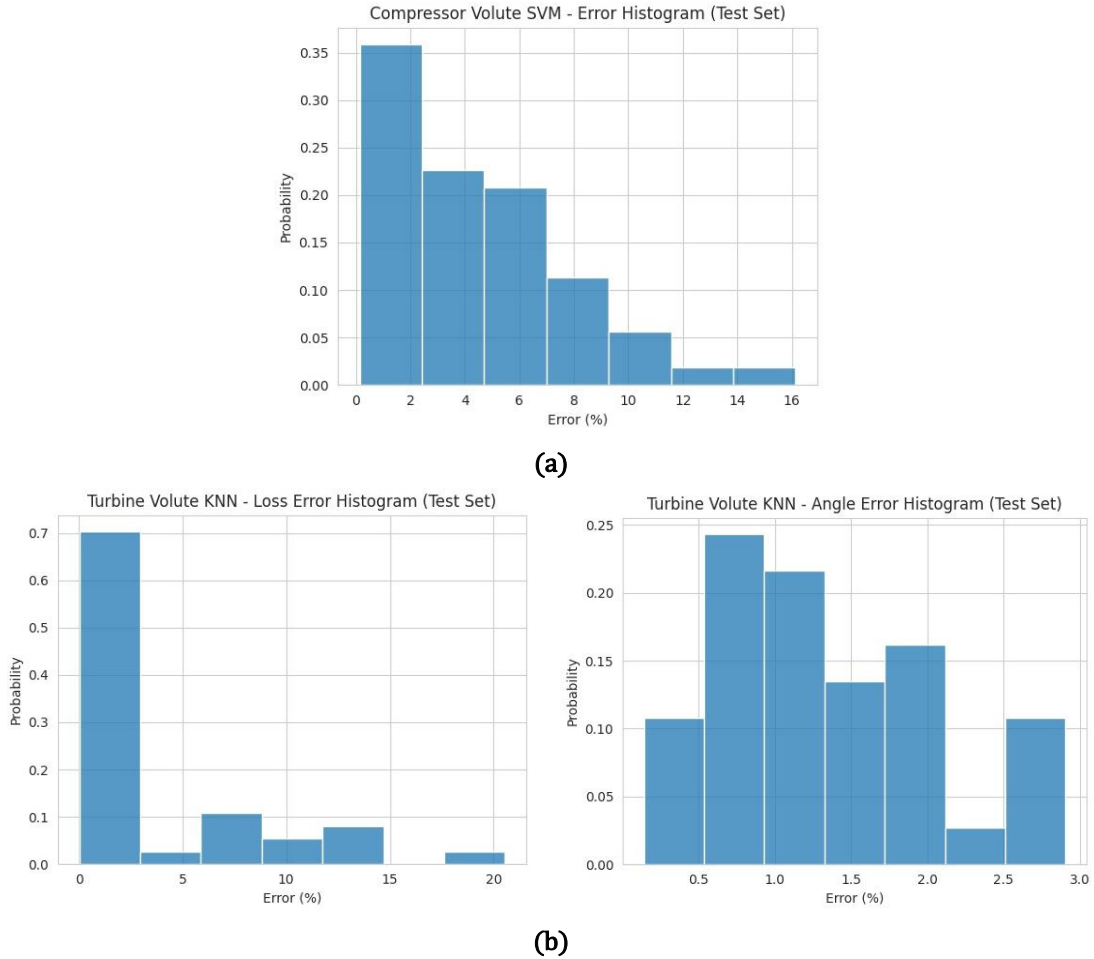 Compressor Volute SVM - Error Histogram (Test Set)
Probability
0.35
0.30
0.25
0.20
0.15
0.10
0.05
0.00
0 2 4 6 8 10 12 14 16
Error (%)
(a)
Turbine Volute KNN - Loss Error Histogram (Test Set)
Probability
0.7
0.6
0.5
0.4
0.3
0.2
0.1
0.0
0 5 10 15 20
Error (%)
Turbine Volute KNN - Angle Error Histogram (Test Set)
Probability
0.25
0.20
0.15
0.10
0.05
0.00
0.5 1.0 1.5 2.0 2.5 3.0
Error (%)
(b)